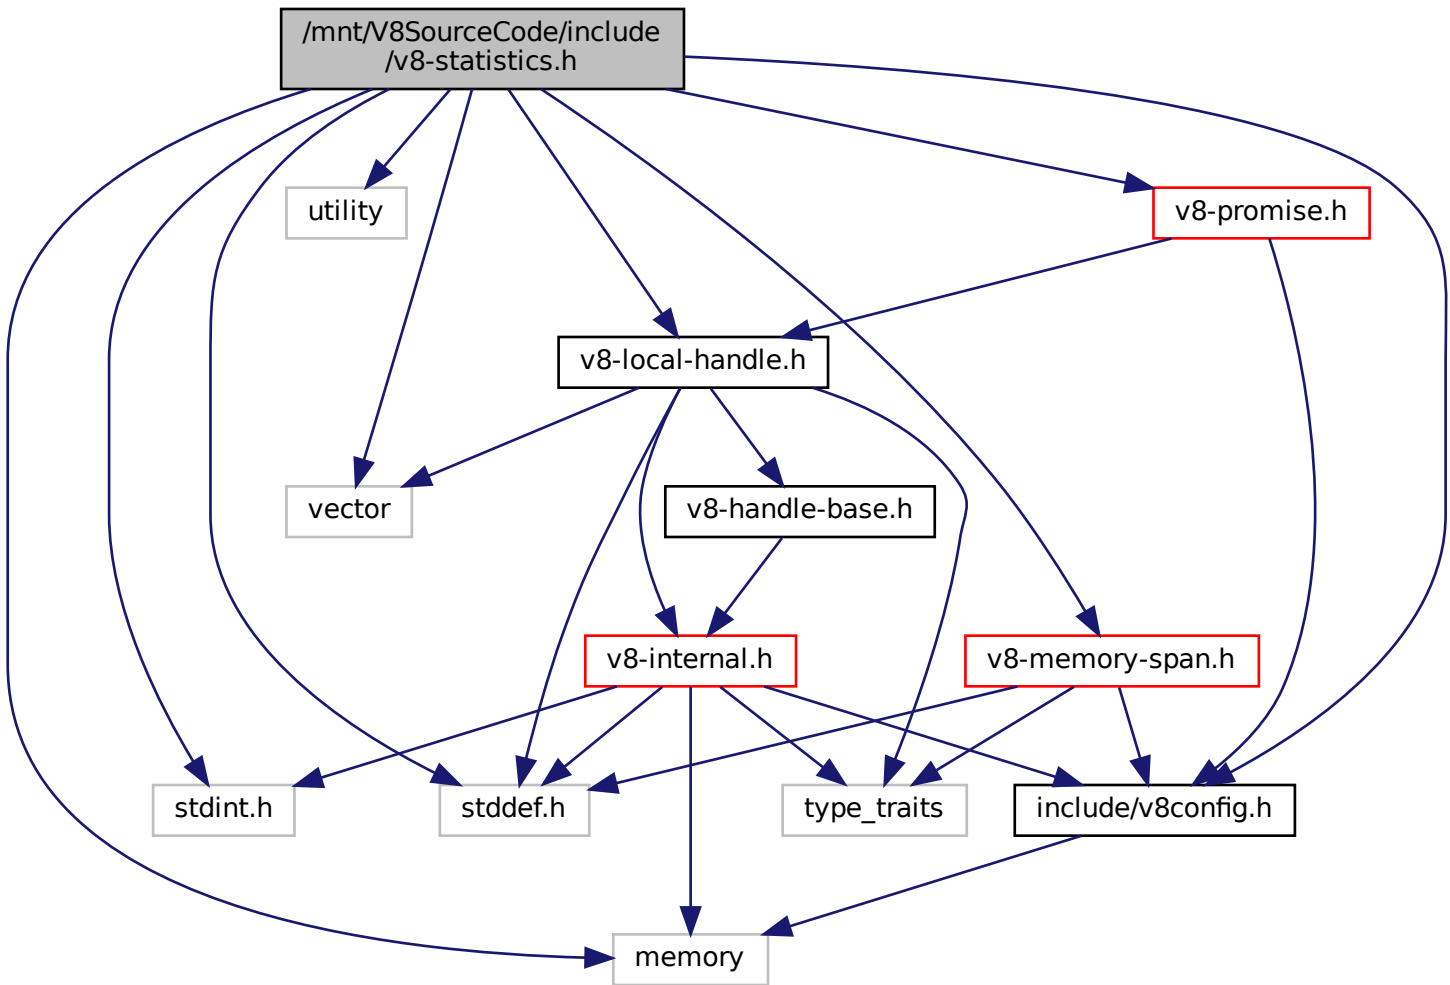 /mnt/V8SourceCode/include
/v8-statistics.h
utility
v8-promise.h
v8-local-handle.h
vector
v8-handle-base.h
v8-internal.h
v8-memory-span.h
stdint.h
stddef.h
type_traits
include/v8config.h
memory